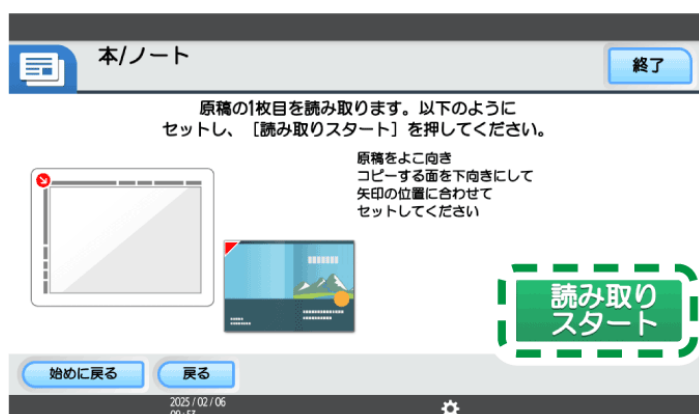 本/ノート
終了
原稿の1枚目を読み取ります。以下のように
セットし、［読み取りスタート］を押してください。
原稿をよこ向き
コピーする面を下向きにして
矢印の位置に合わせて
セットしてください
読み取り
スタート
始めに戻る
戻る
2025/02/06